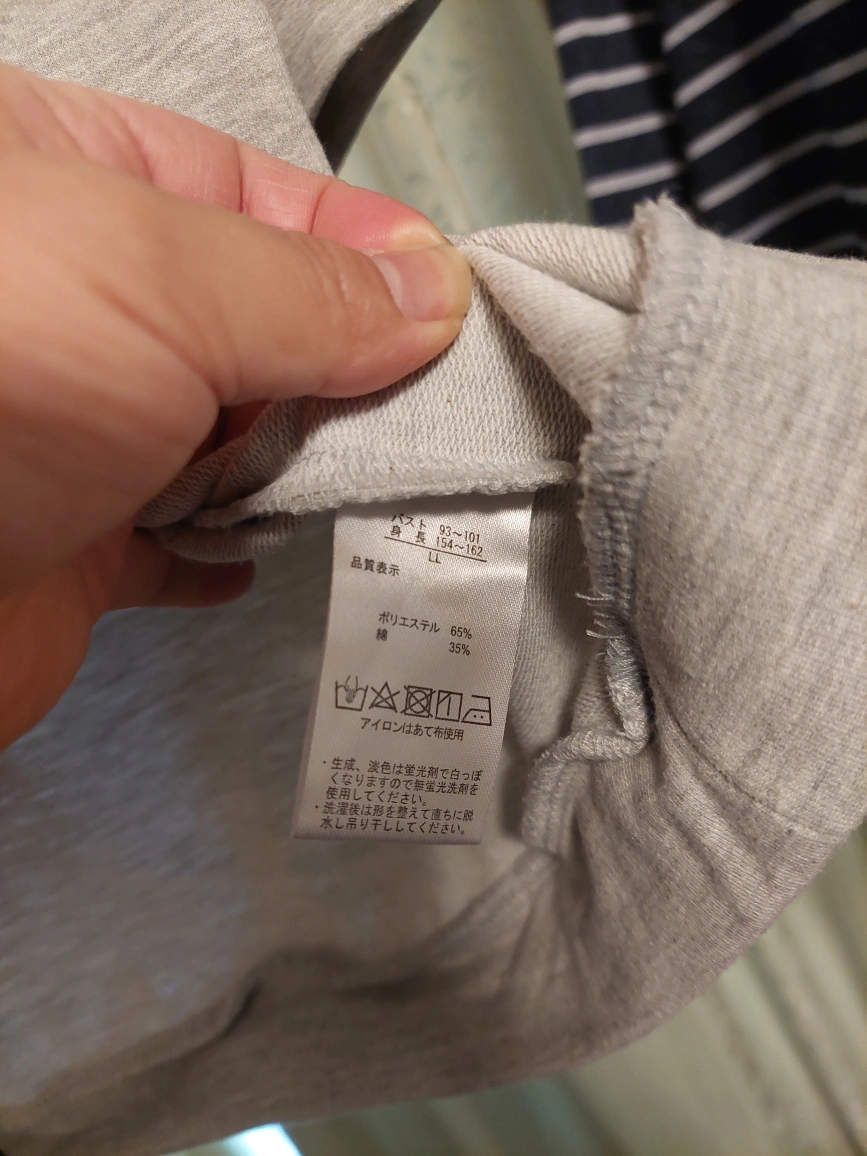 バスト 93〜101
身長 154〜162
LL
品質表示
ポリエステル 65%
綿 35%
アイロンはあて布使用
・生成、淡色は蛍光剤で白っぽ
くなりますので無蛍光洗剤を
使用してください。
・洗濯後は形を整えて直ちに脱
水し吊り干ししてください。